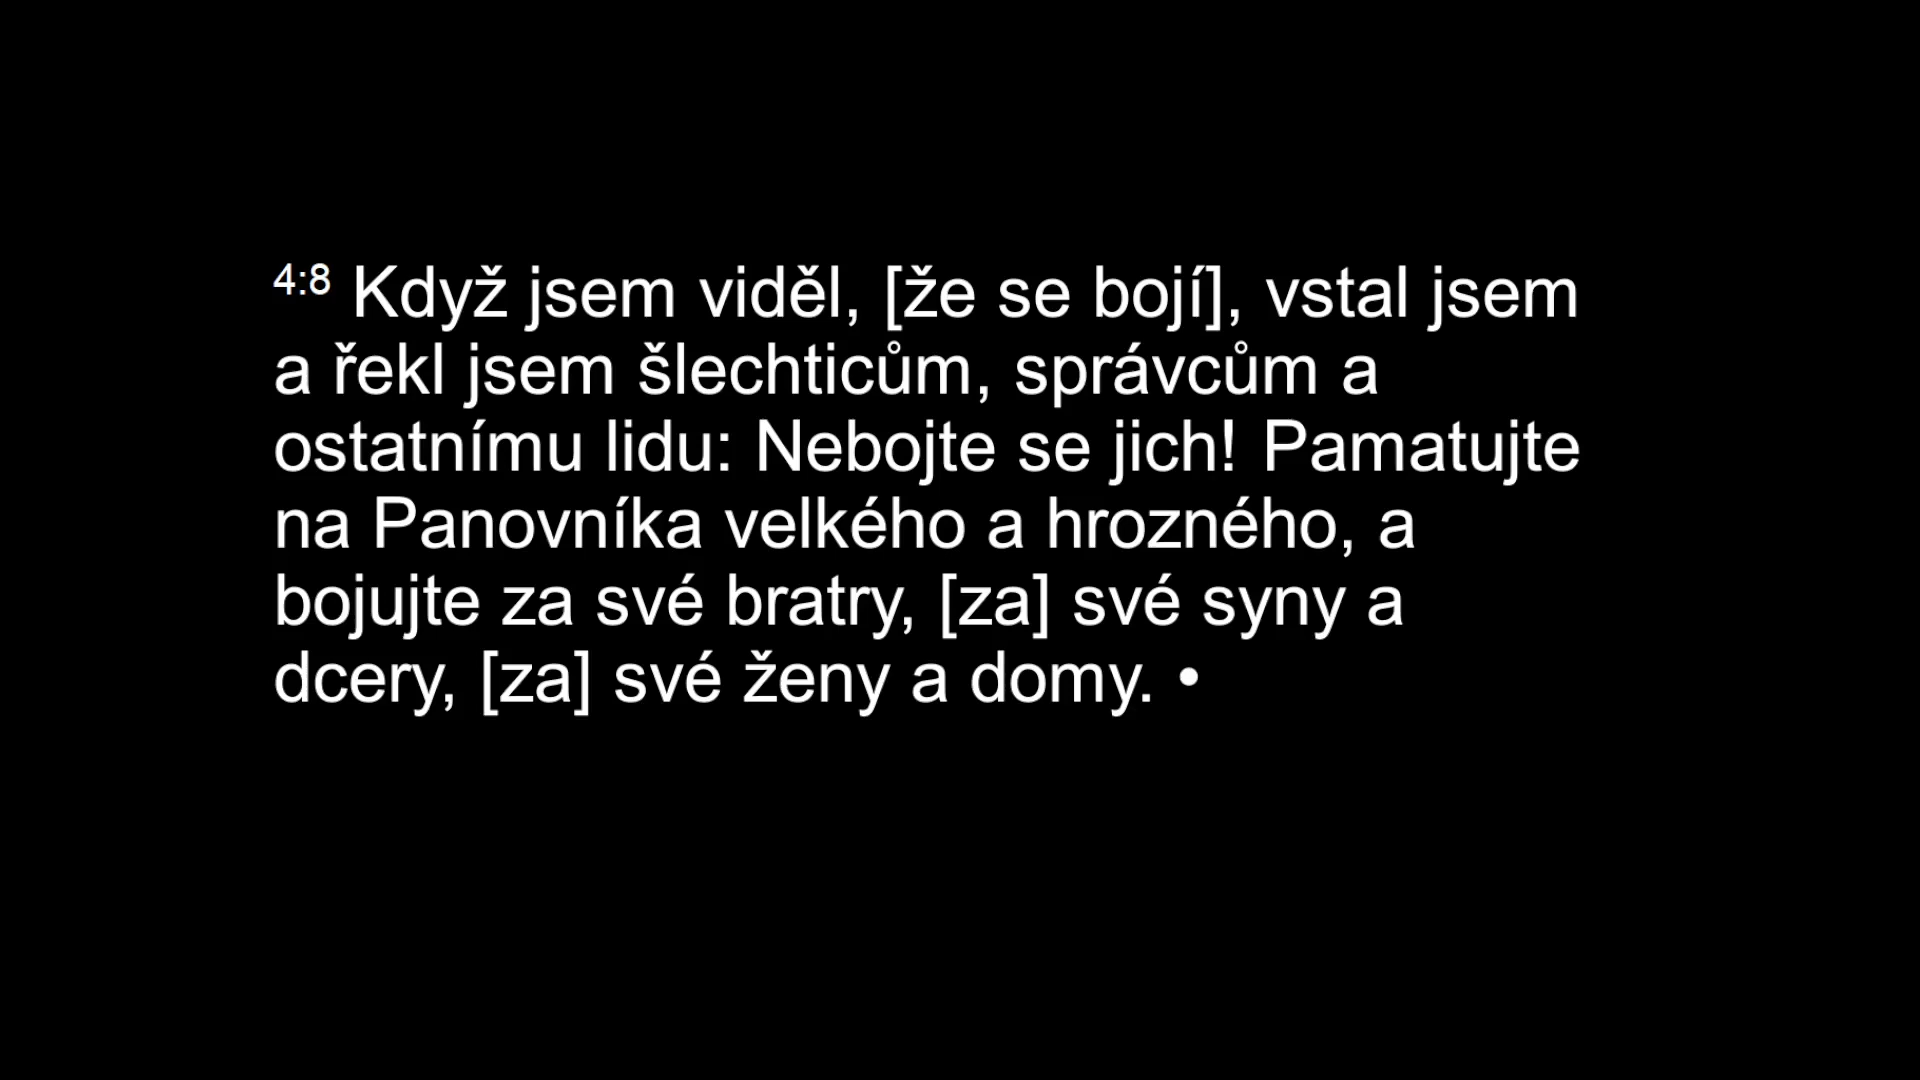 4:8 Když jsem viděl, [že se bojí], vstal jsem
a řekl jsem šlechticům, správcům a
ostatnímu lidu: Nebojte se jich! Pamatujte
na Panovníka velkého a hrozného, a
bojujte za své bratry, [za] své syny a
dcery, [za] své ženy a domy. •